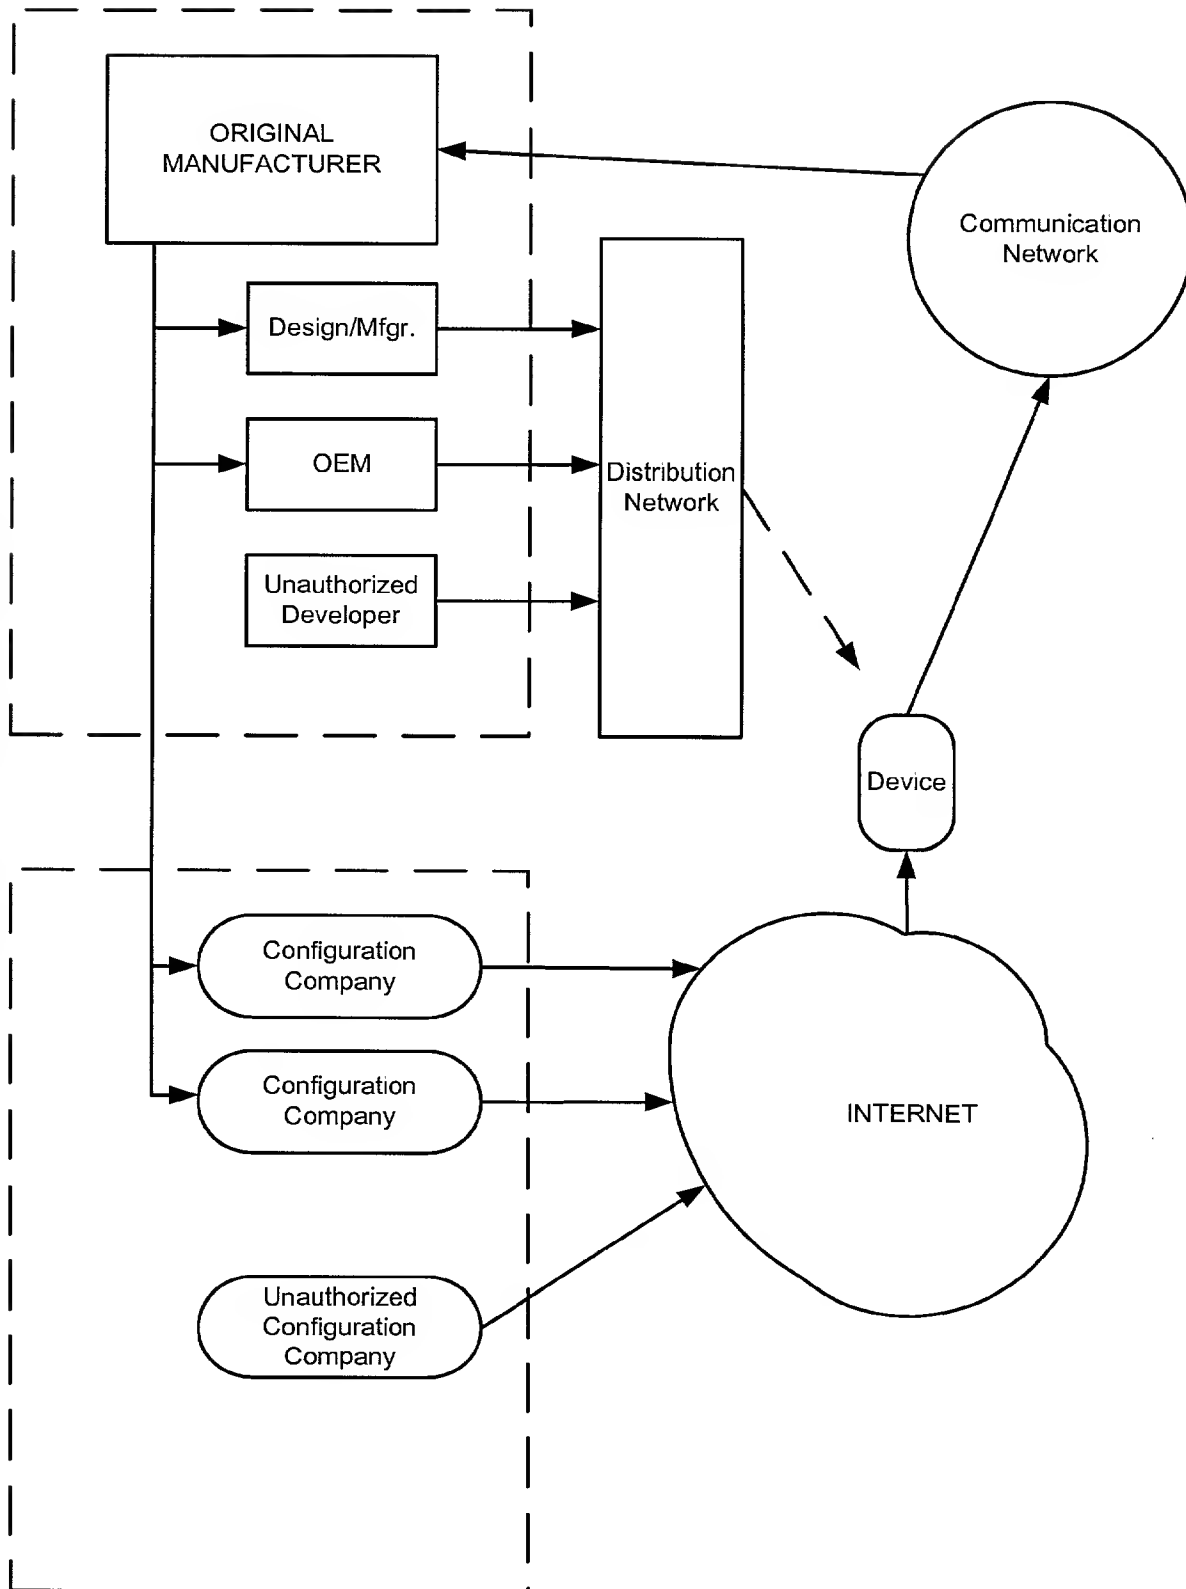 ORIGINAL
MANUFACTURER
Communication
Network
Design/Mfgr.
OEM
Distribution
Network
Unauthorized
Developer
Device
Configuration
Company
Configuration
Company
INTERNET
Unauthorized
Configuration
Company